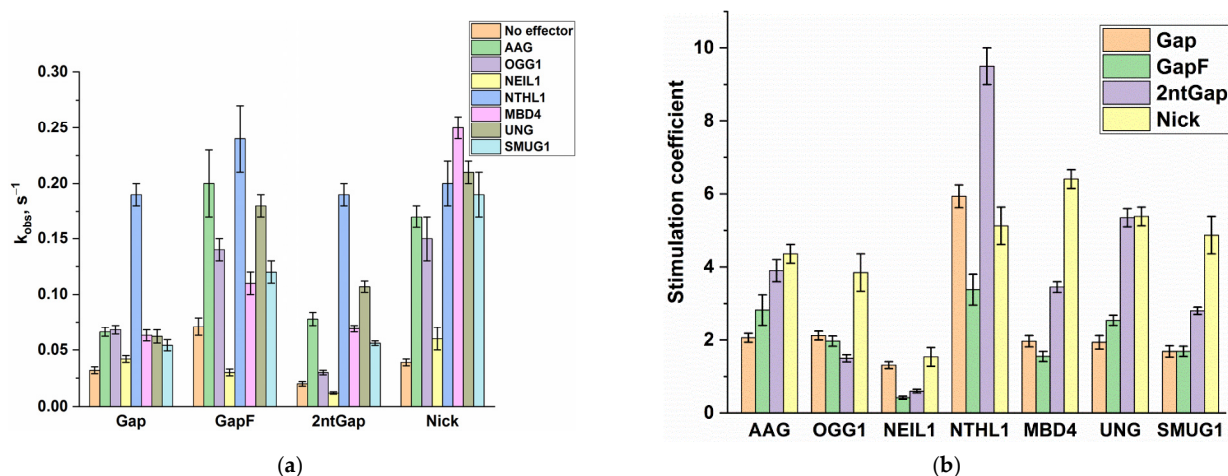 No effector
AAG
OGG1
NEIL1
NTHL1
MBD4
UNG
SMUG1
0.30
0.25
0.20
0.15
0.10
0.05
0.00
k_obs, s⁻¹
Gap GapF 2ntGap Nick
(a)
Gap
GapF
2ntGap
Nick
10
8
6
4
2
0
Stimulation coefficient
AAG OGG1 NEIL1 NTHL1 MBD4 UNG SMUG1
(b)